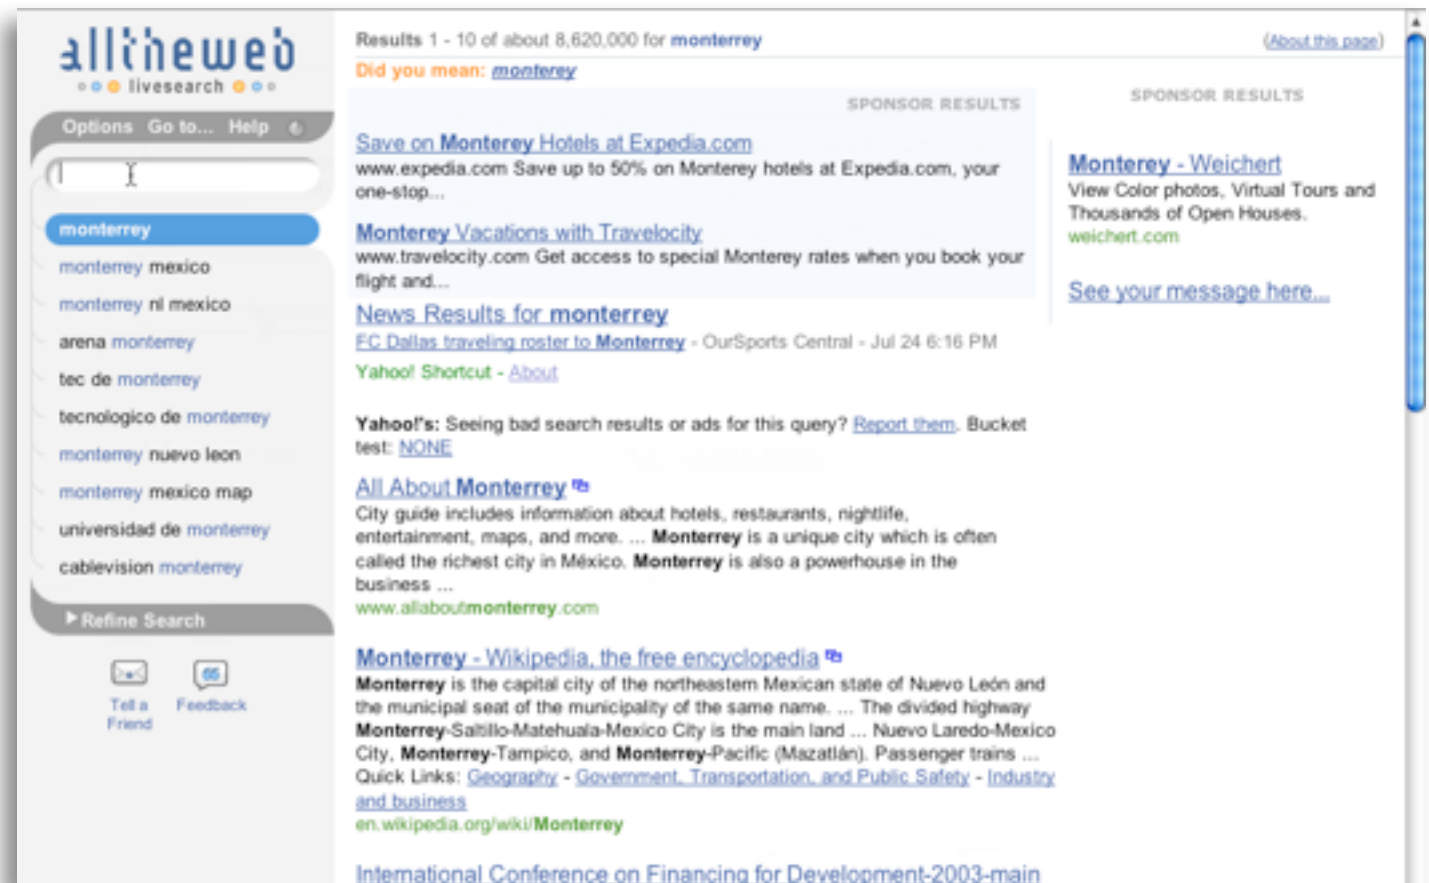 alltheweb
livesearch
Options Go to... Help
monterrey
monterrey mexico
monterrey nl mexico
arena monterrey
tec de monterrey
tecnologico de monterrey
monterrey nuevo leon
monterrey mexico map
universidad de monterrey
cablevision monterrey
Refine Search
Tell a
Friend
Feedback
Results 1 - 10 of about 8,620,000 for monterrey
(About this page)
Did you mean: monterey
SPONSOR RESULTS
Save on Monterey Hotels at Expedia.com
www.expedia.com Save up to 50% on Monterey hotels at Expedia.com, your
one-stop...
Monterey Vacations with Travelocity
www.travelocity.com Get access to special Monterey rates when you book your
flight and...
News Results for monterrey
FC Dallas traveling roster to Monterrey - OurSports Central - Jul 24 6:16 PM
Yahoo! Shortcut - About
Yahoo!'s: Seeing bad search results or ads for this query? Report them. Bucket
test: NONE
All About Monterrey
City guide includes information about hotels, restaurants, nightlife,
entertainment, maps, and more. ... Monterrey is a unique city which is often
called the richest city in México. Monterrey is also a powerhouse in the
business ...
www.allaboutmonterrey.com
Monterrey - Wikipedia, the free encyclopedia
Monterrey is the capital city of the northeastern Mexican state of Nuevo León and
the municipal seat of the municipality of the same name. ... The divided highway
Monterrey-Saltillo-Matehuala-Mexico City is the main land ... Nuevo Laredo-Mexico
City, Monterrey-Tampico, and Monterrey-Pacific (Mazatlán). Passenger trains ...
Quick Links: Geography - Government, Transportation, and Public Safety - Industry
and business
en.wikipedia.org/wiki/Monterrey
International Conference on Financing for Development-2003-main
SPONSOR RESULTS
Monterey - Weichert
View Color photos, Virtual Tours and
Thousands of Open Houses.
weichert.com
See your message here...